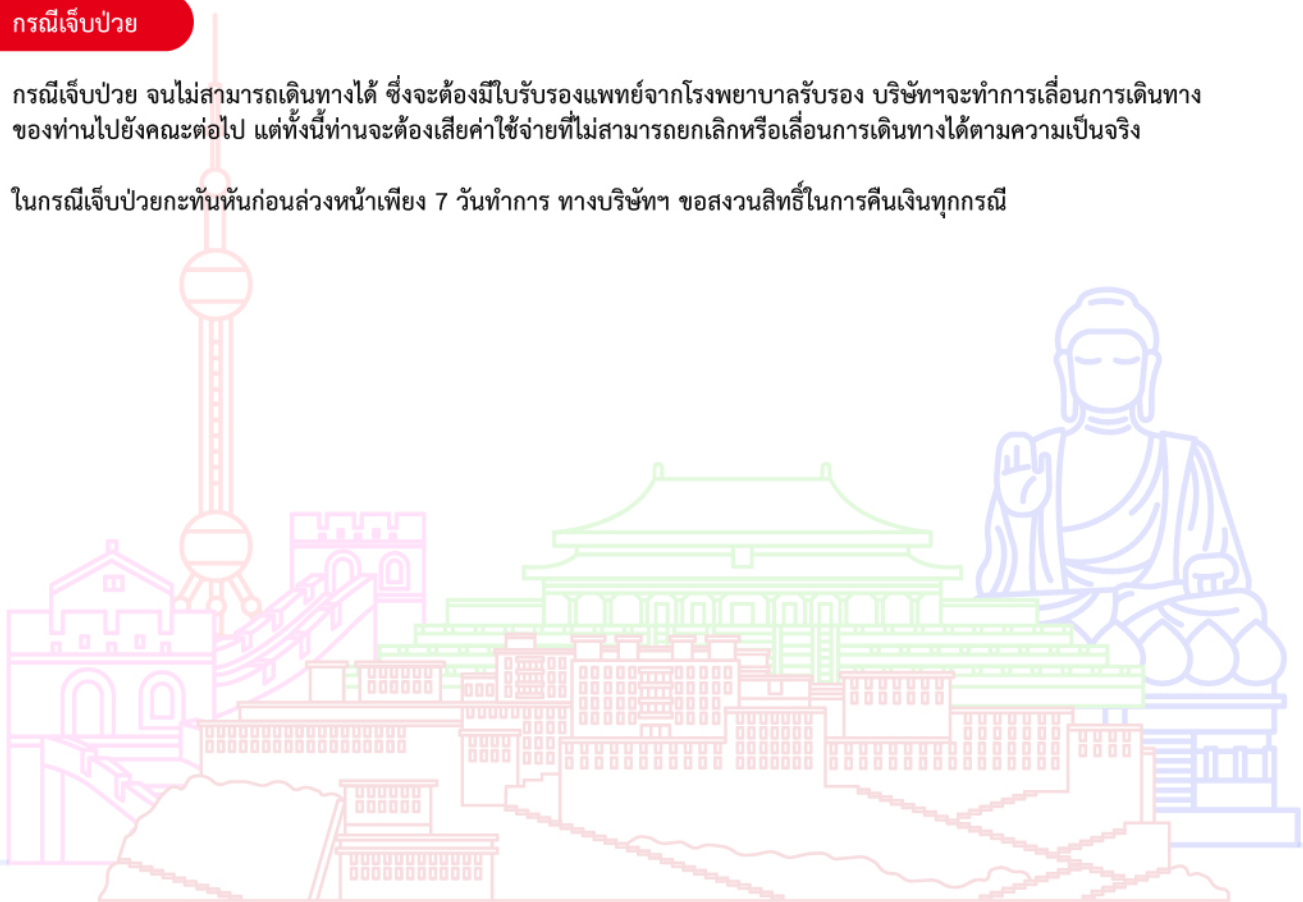 กรณีเจ็บป่วย
กรณีเจ็บป่วย จนไม่สามารถเดินทางได้ ซึ่งจะต้องมีใบรับรองแพทย์จากโรงพยาบาลรับรอง บริษัทฯจะทำการเลื่อนการเดินทาง
ของท่านไปยังคณะต่อไป แต่ทั้งนี้ท่านจะต้องเสียค่าใช้จ่ายที่ไม่สามารถยกเลิกหรือเลื่อนการเดินทางได้ตามความเป็นจริง
ในกรณีเจ็บป่วยกะทันหันก่อนล่วงหน้าเพียง 7 วันทำการ ทางบริษัทฯ ขอสงวนสิทธิ์ในการคืนเงินทุกกรณี